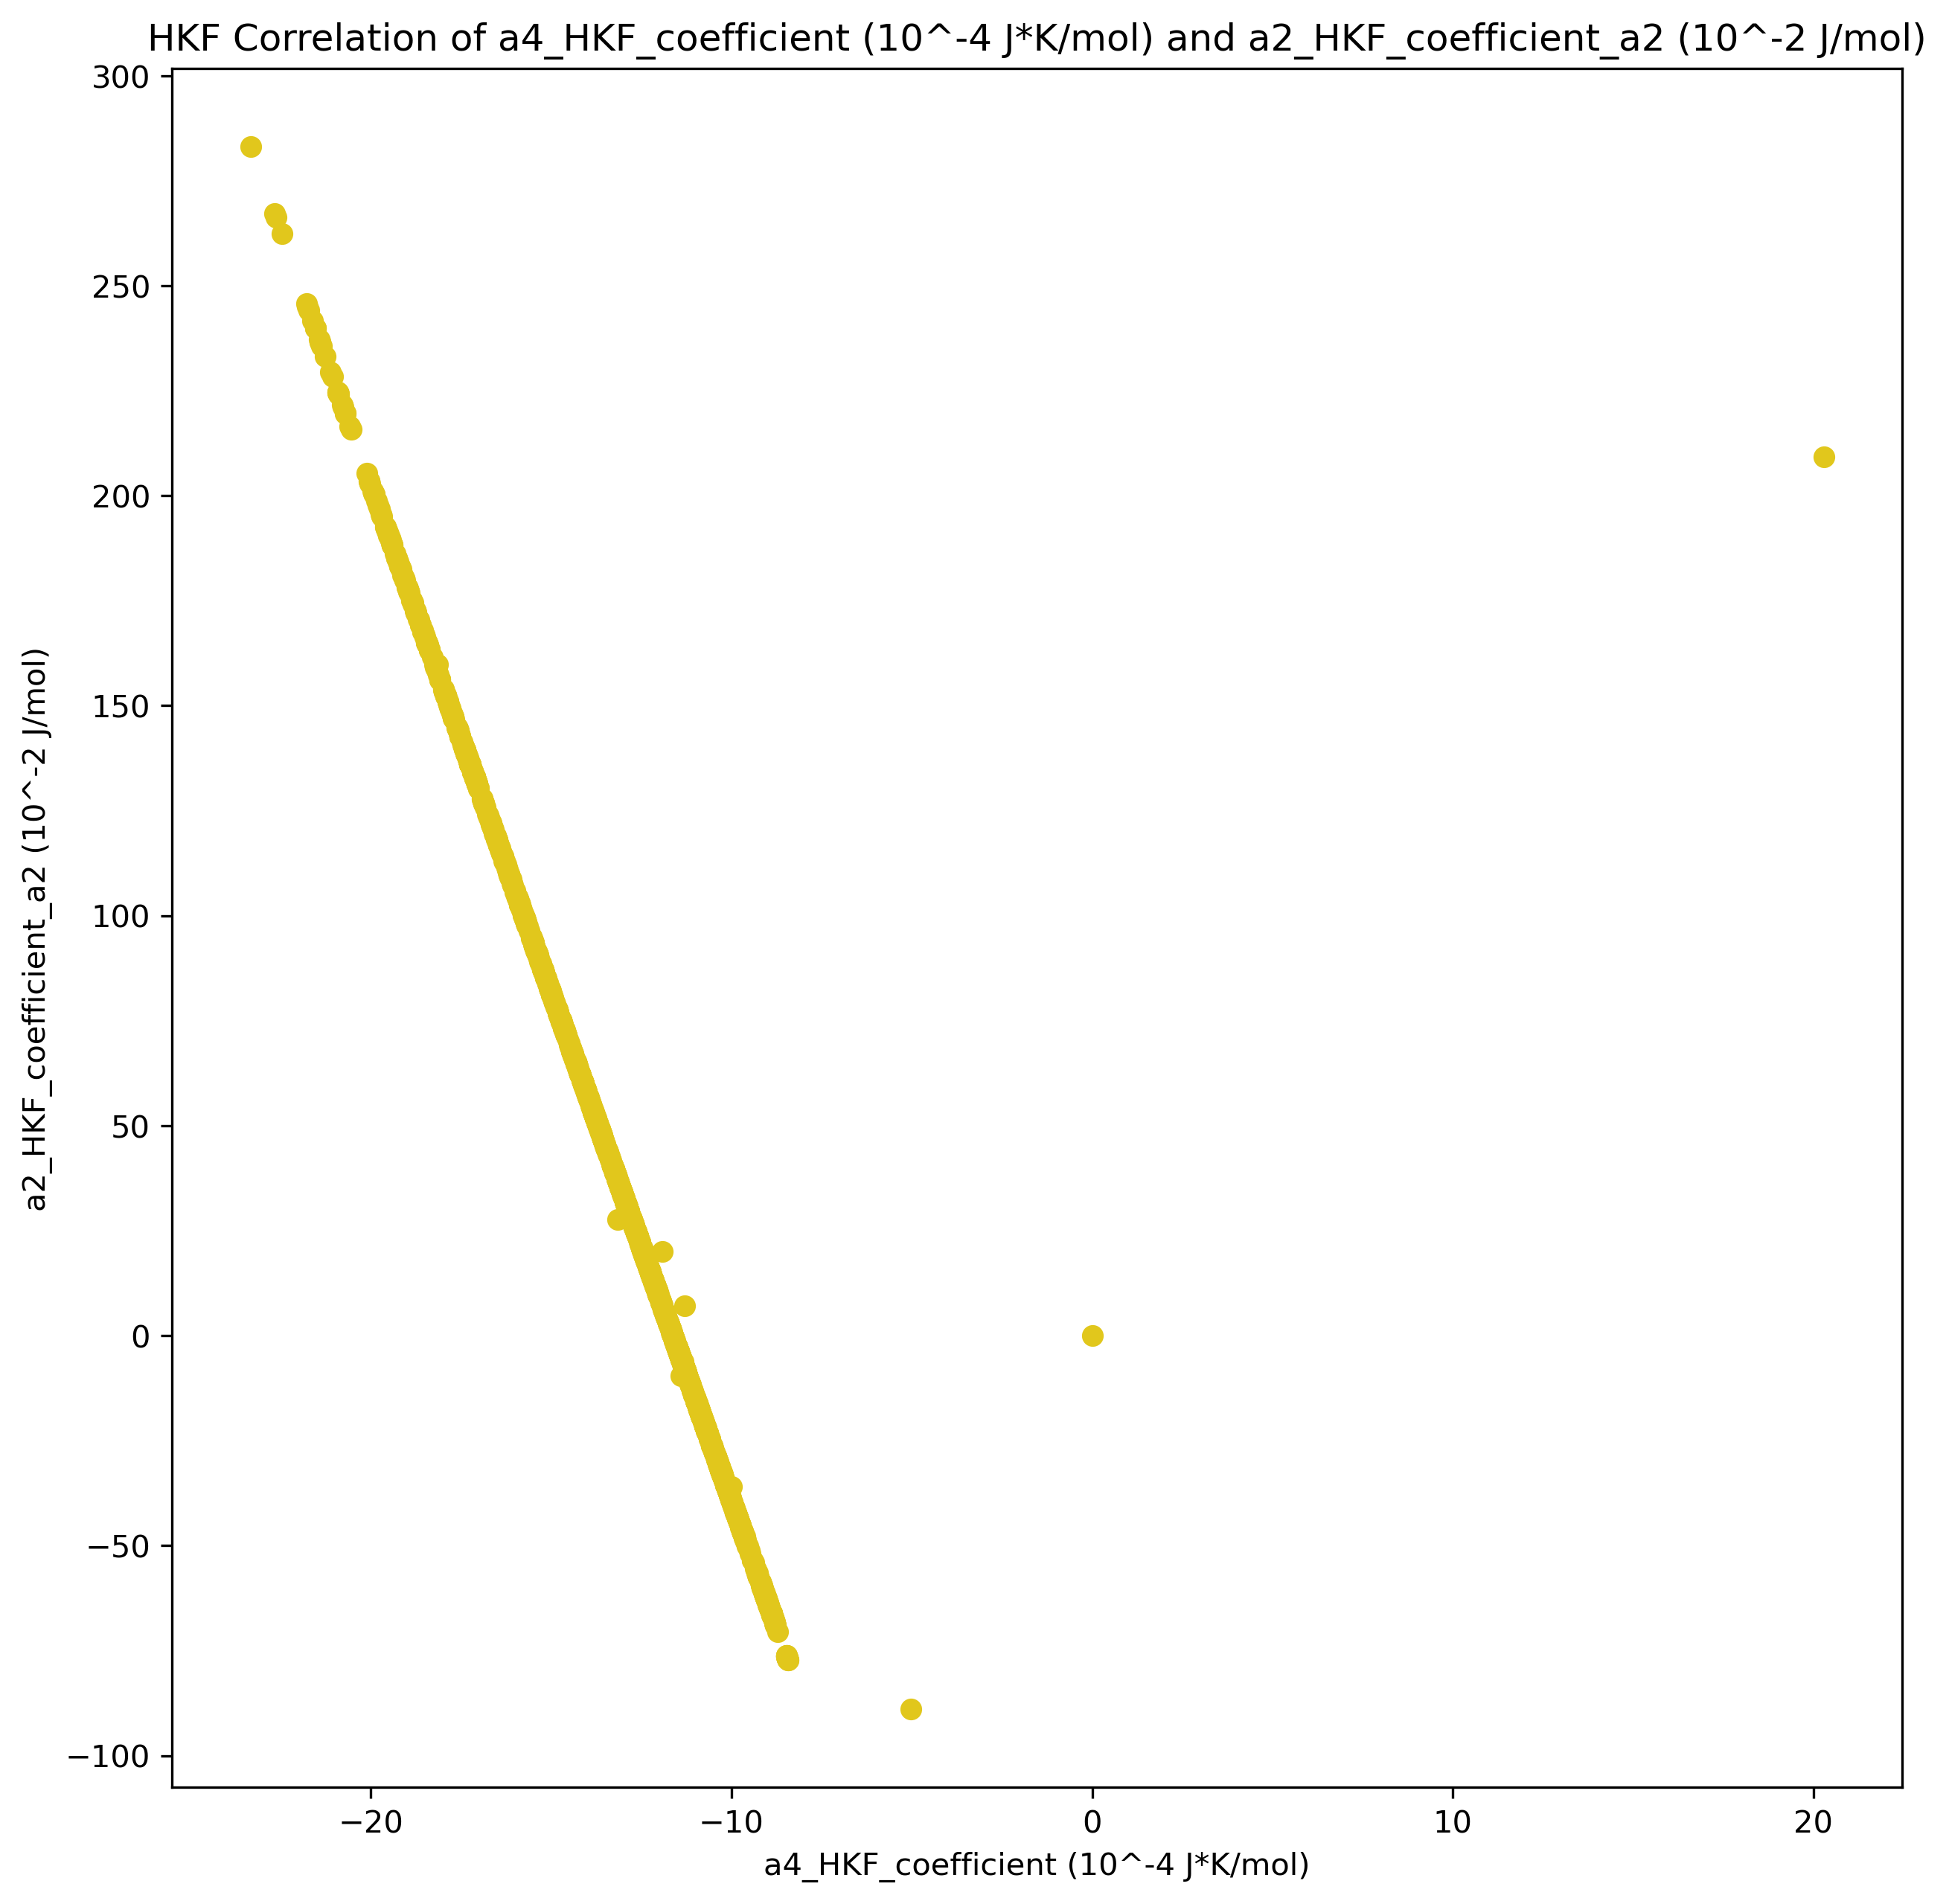 HKF Correlation of a4_HKF_coefficient (10^-4 J*K/mol) and a2_HKF_coefficient_a2 (10^-2 J/mol)
300
250
200
150
100
50
0
−50
−100
a2_HKF_coefficient_a2 (10^-2 J/mol)
−20 −10 0 10 20
a4_HKF_coefficient (10^-4 J*K/mol)